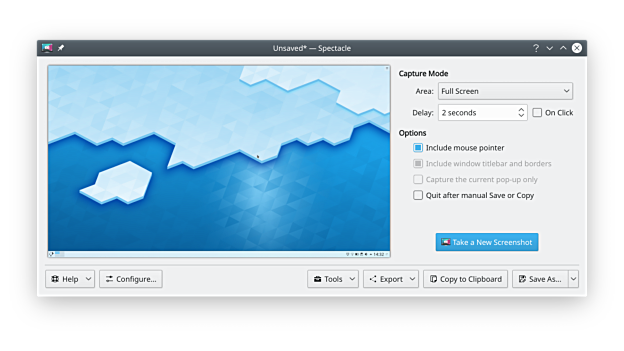 Unsaved* — Spectacle
Capture Mode
Area: Full Screen
Delay: 2 seconds On Click
Options
Include mouse pointer
Include window titlebar and borders
Capture the current pop-up only
Quit after manual Save or Copy
Take a New Screenshot
14:32
Help Configure... Tools Export Copy to Clipboard Save As...